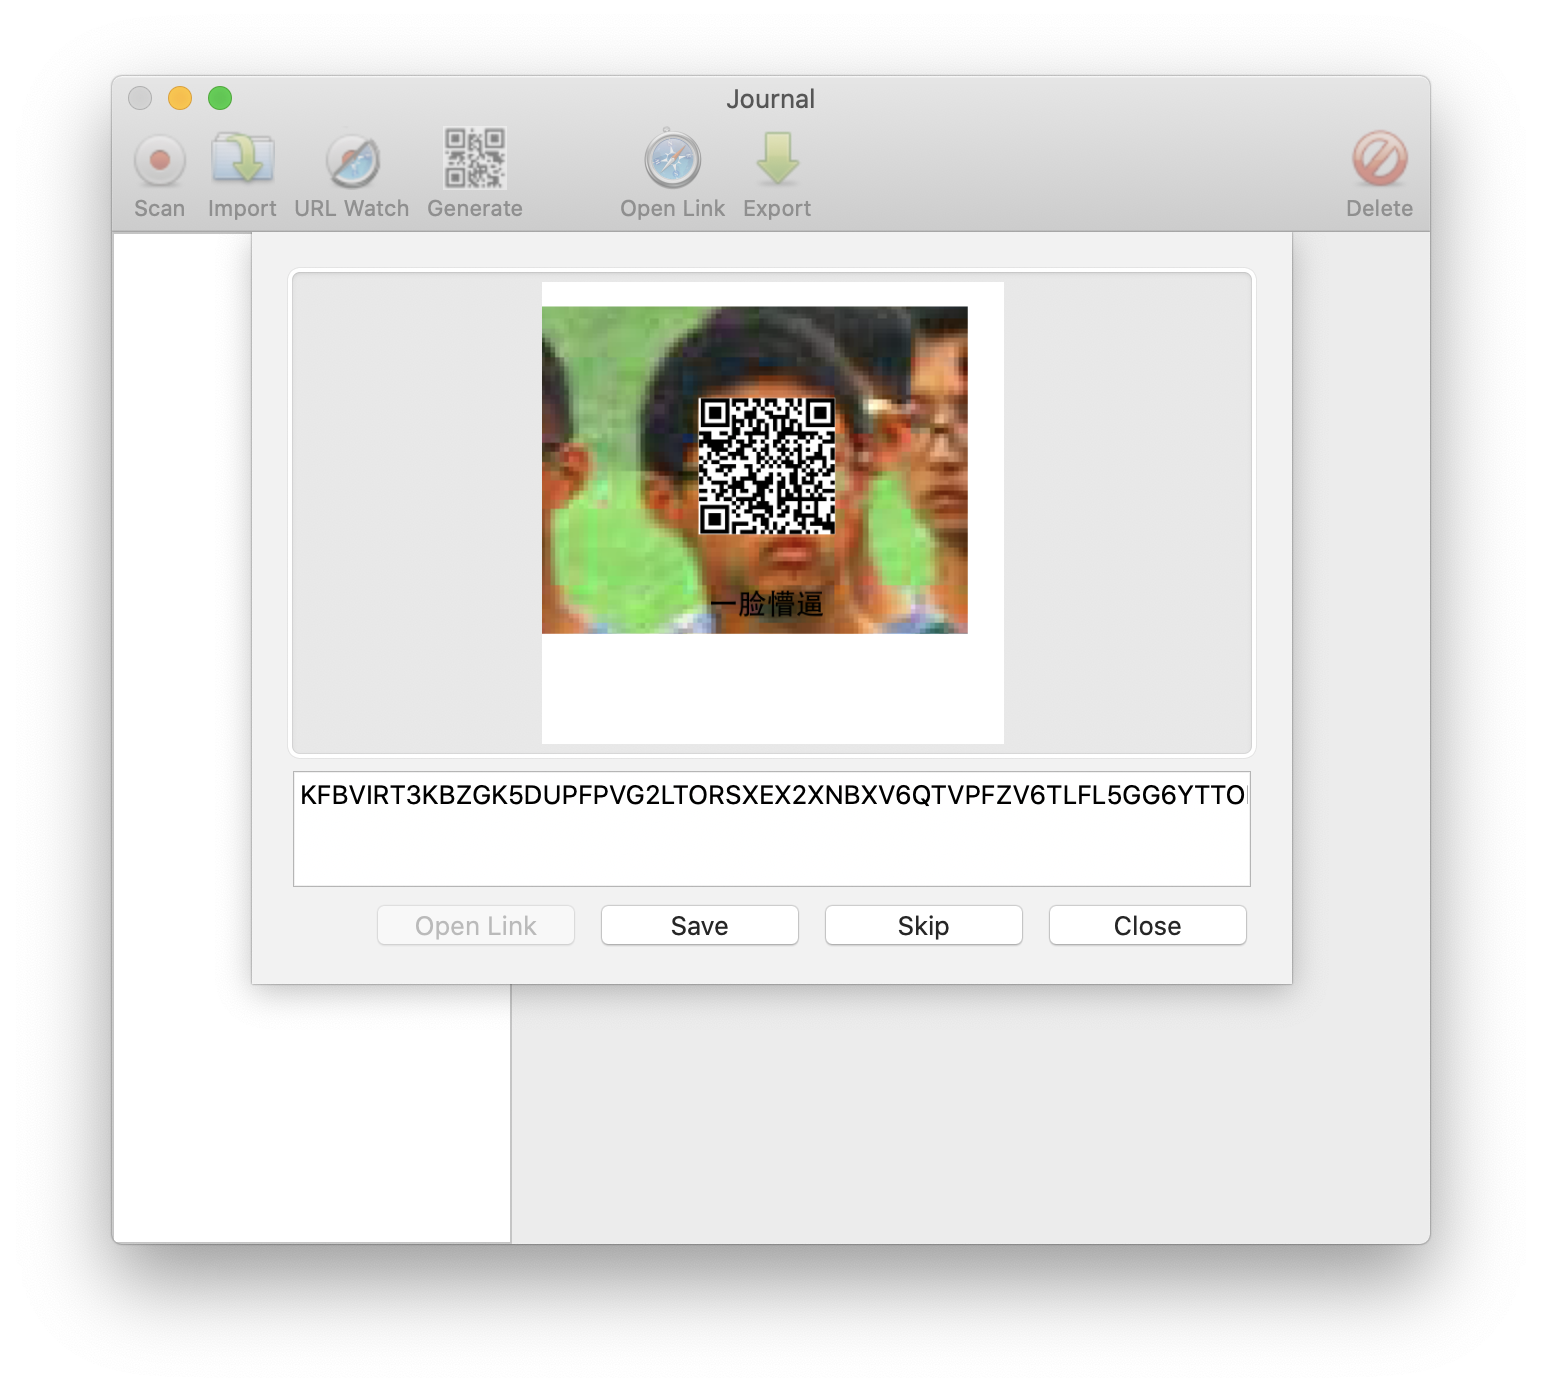 Journal
Scan Import URL Watch Generate Open Link Export Delete
一脸懵逼
KFBVIRT3KBZGK5DUPFPVG2LTORSXEX2XNBXV6QTVPFZV6TLFL5GG6YTTO
Open Link Save Skip Close